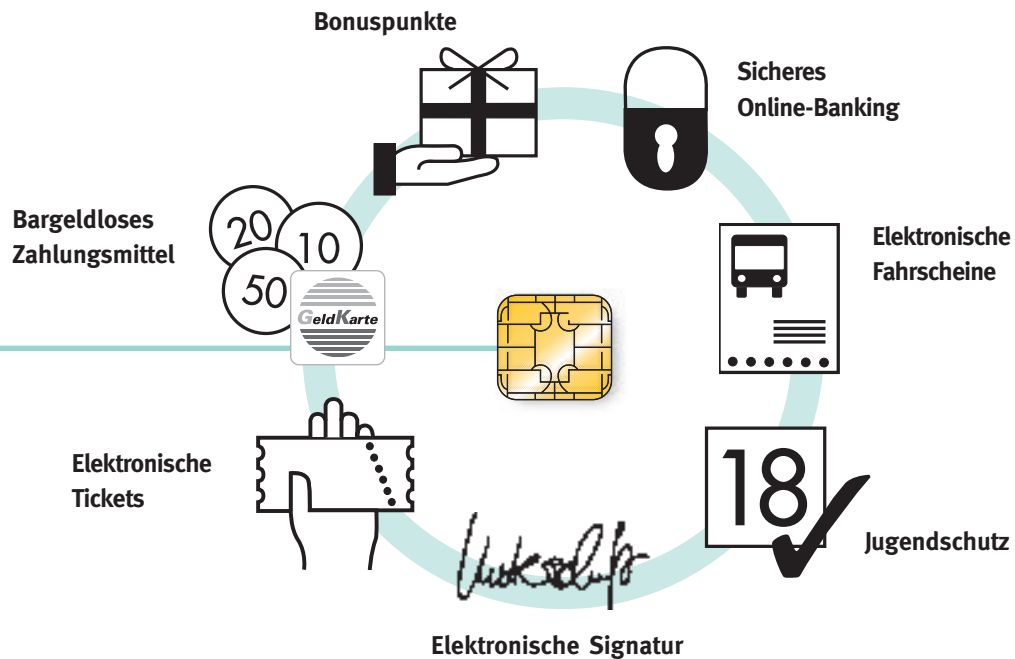 Bonuspunkte
Sicheres
Online-Banking
Bargeldloses
Zahlungsmittel
20
10
50
GeldKarte
Elektronische
Fahrscheine
Elektronische
Tickets
18
Jugendschutz
Elektronische Signatur